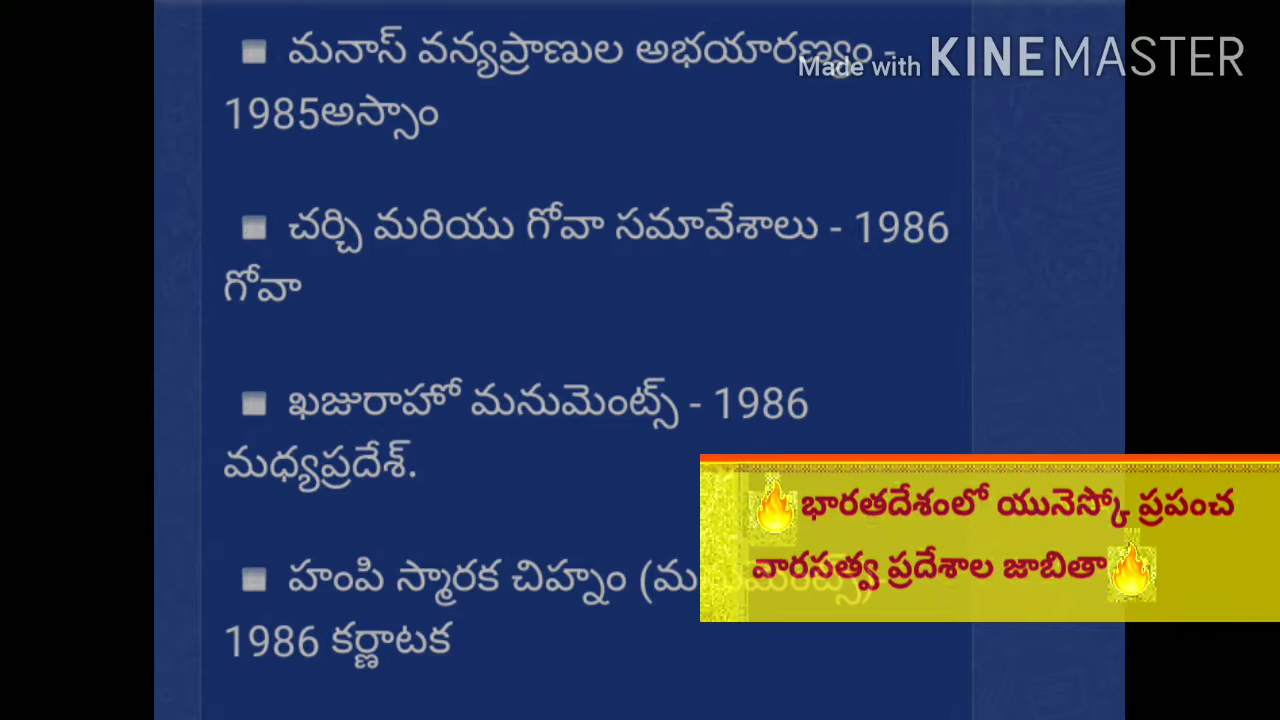 మనాస్ వన్యప్రాణుల అభయారణ్యం -
Made with KINEMASTER
1985అస్సాం
చర్చి మరియు గోవా సమావేశాలు - 1986
గోవా
ఖజురాహో మనుమెంట్స్ - 1986
మధ్యప్రదేశ్.
🔥భారతదేశంలో యునెస్కో ప్రపంచ
వారసత్వ ప్రదేశాల జాబితా🔥
హంపి స్మారక చిహ్నం
1986 కర్ణాటక